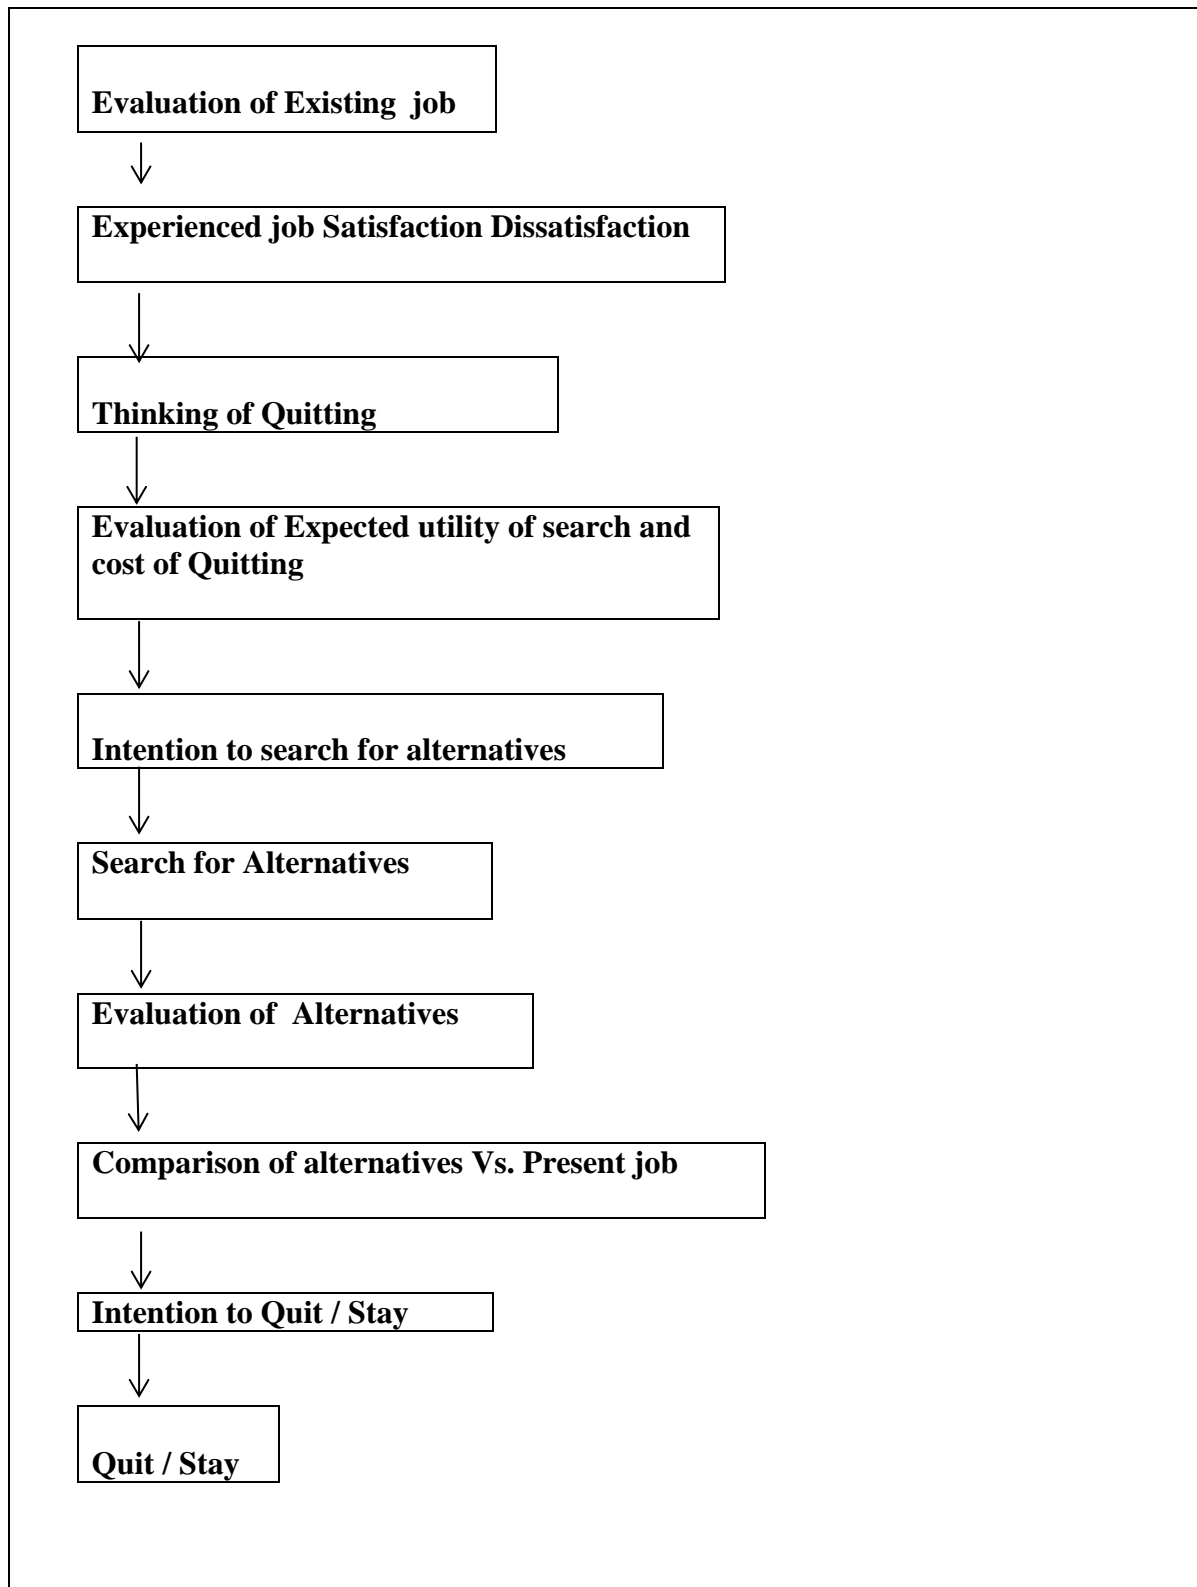 Evaluation of Existing  job
Experienced job Satisfaction Dissatisfaction
Thinking of Quitting
Evaluation of Expected utility of search and
cost of Quitting
Intention to search for alternatives
Search for Alternatives
Evaluation of  Alternatives
Comparison of alternatives Vs. Present job
Intention to Quit / Stay
Quit / Stay